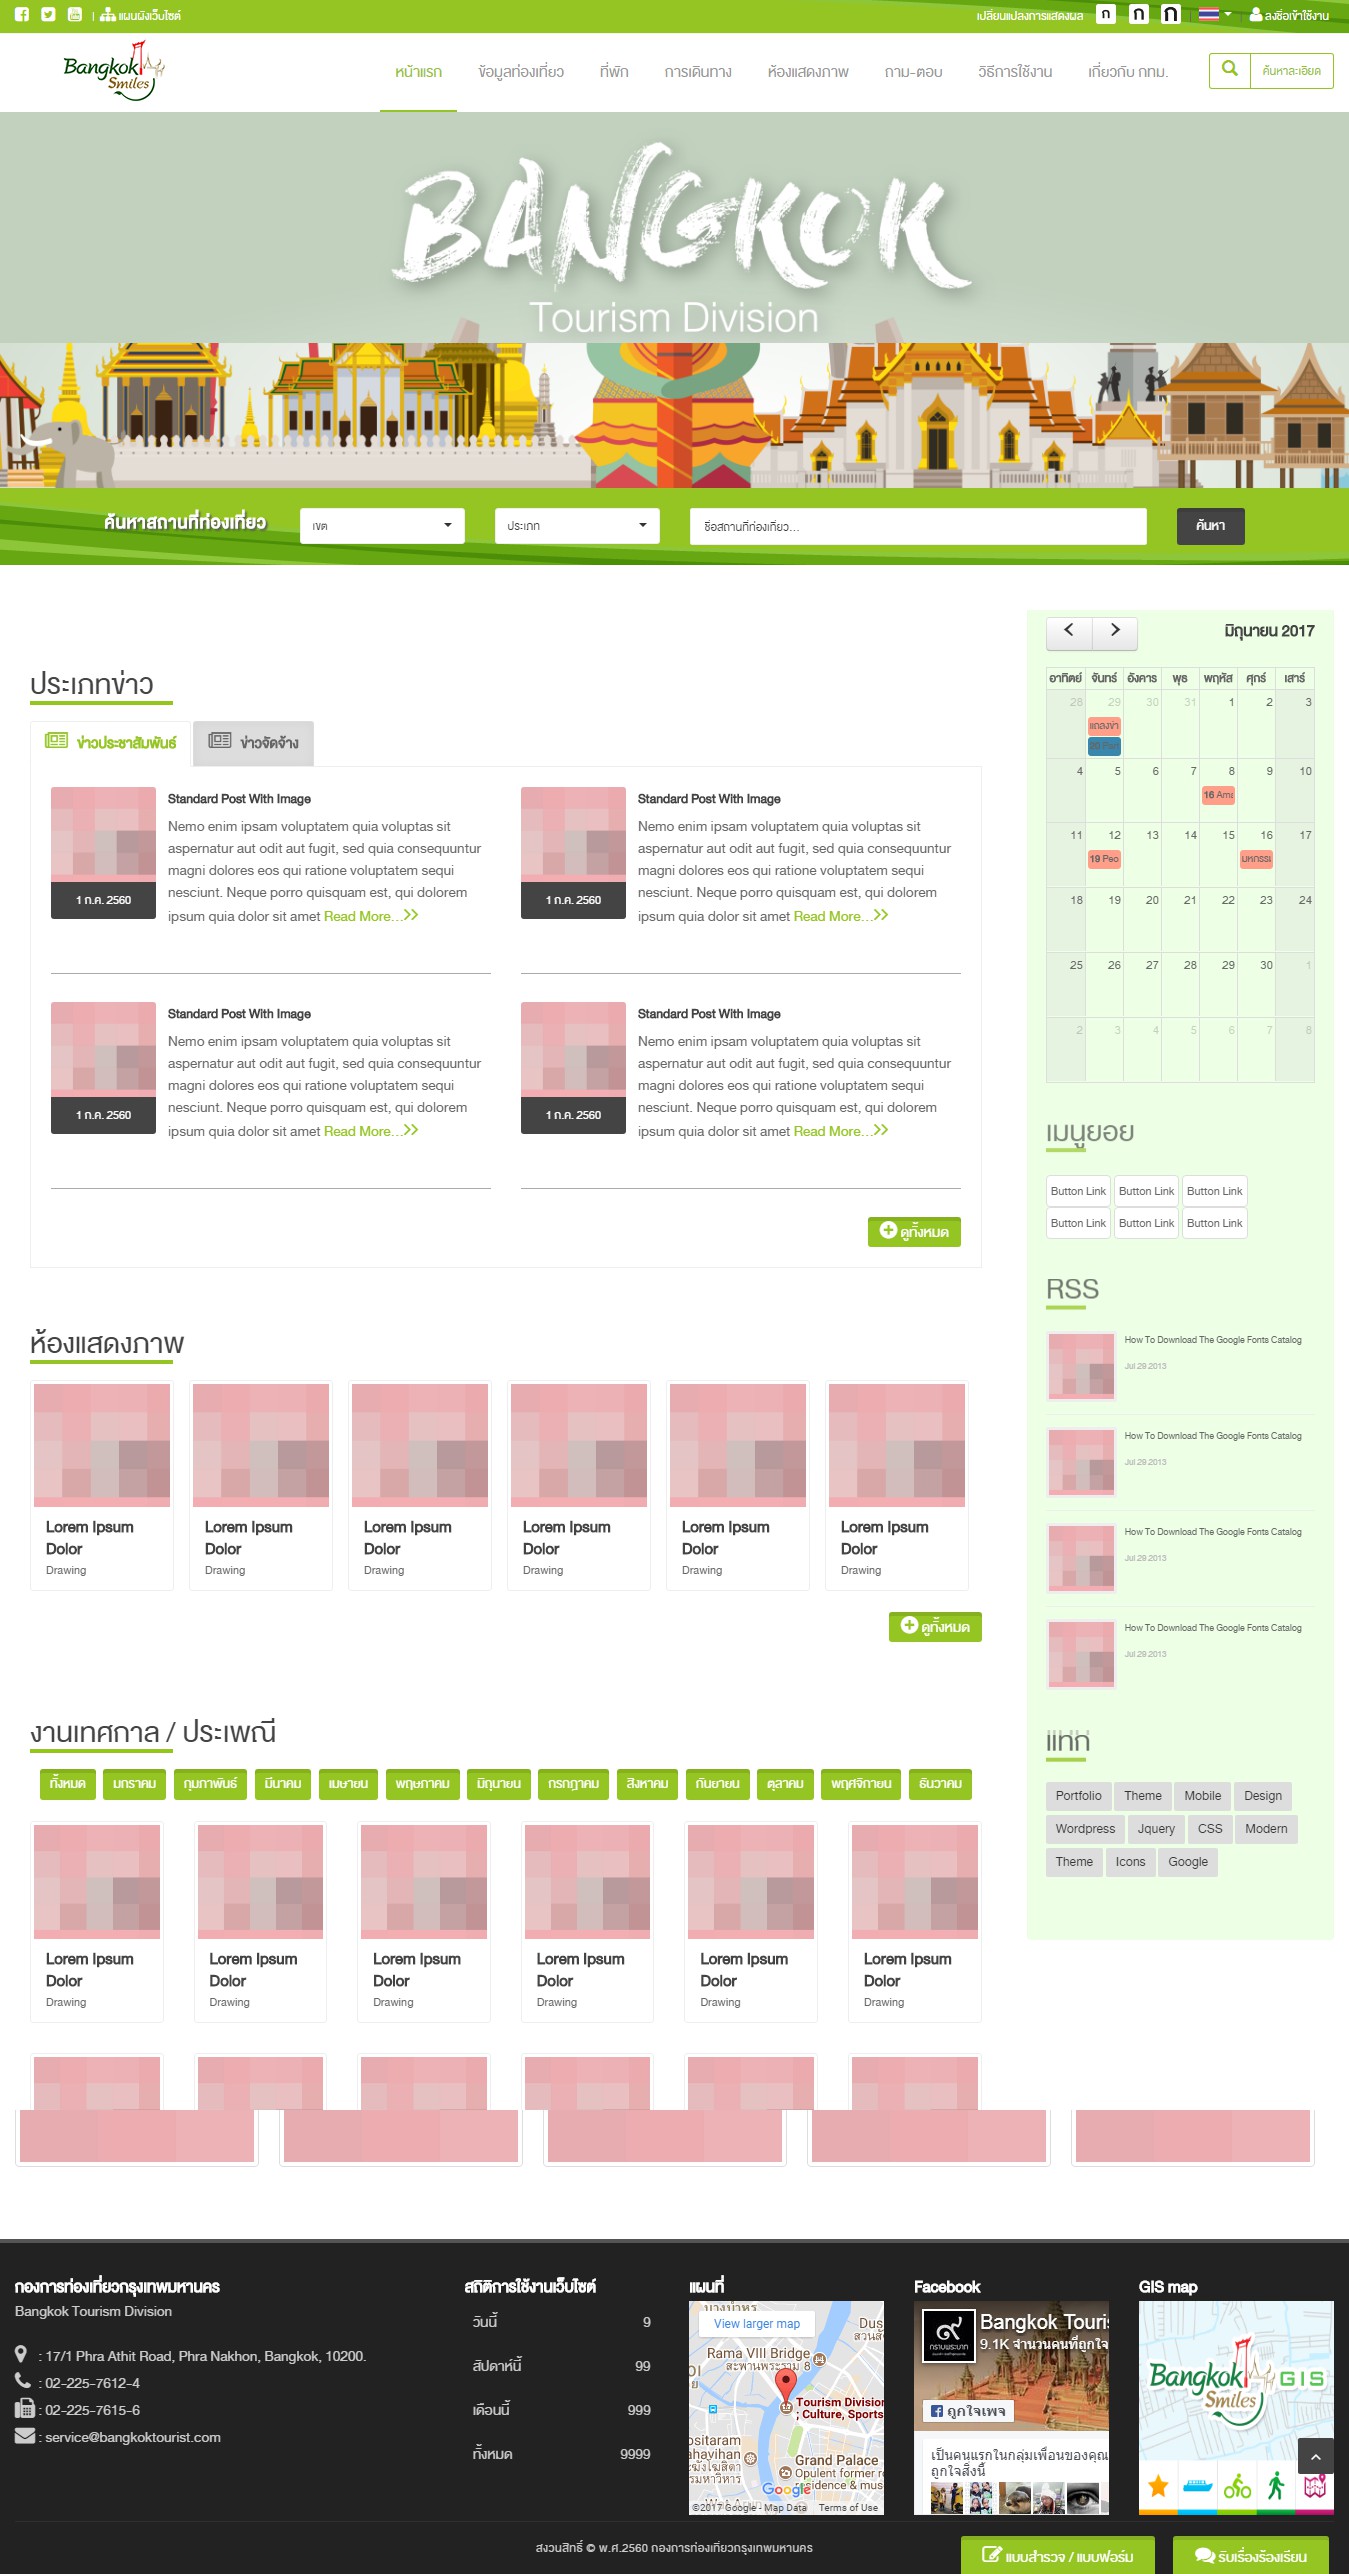 | แผนผังเว็บไซต์
เปลี่ยนแปลงการแสดงผล ก ก ก
ลงชื่อเข้าใช้งาน
Bangkok
Smiles
หน้าแรก ข้อมูลท่องเที่ยว ที่พัก การเดินทาง ห้องแสดงภาพ ถาม-ตอบ วิธีการใช้งาน เกี่ยวกับ กทม.
ค้นหาละเอียด
BANGKOK
Tourism Division
ค้นหาสถานที่ท่องเที่ยว
เขต
ประเภท
ชื่อสถานที่ท่องเที่ยว...
ค้นหา
ประเภทข่าว
ข่าวประชาสัมพันธ์ ข่าวจัดจ้าง
Standard Post With Image
Nemo enim ipsam voluptatem quia voluptas sit
aspernatur aut odit aut fugit, sed quia consequuntur
magni dolores eos qui ratione voluptatem sequi
nesciunt. Neque porro quisquam est, qui dolorem
ipsum quia dolor sit amet Read More...
1 ก.ค. 2560
Standard Post With Image
Nemo enim ipsam voluptatem quia voluptas sit
aspernatur aut odit aut fugit, sed quia consequuntur
magni dolores eos qui ratione voluptatem sequi
nesciunt. Neque porro quisquam est, qui dolorem
ipsum quia dolor sit amet Read More...
1 ก.ค. 2560
Standard Post With Image
Nemo enim ipsam voluptatem quia voluptas sit
aspernatur aut odit aut fugit, sed quia consequuntur
magni dolores eos qui ratione voluptatem sequi
nesciunt. Neque porro quisquam est, qui dolorem
ipsum quia dolor sit amet Read More...
1 ก.ค. 2560
Standard Post With Image
Nemo enim ipsam voluptatem quia voluptas sit
aspernatur aut odit aut fugit, sed quia consequuntur
magni dolores eos qui ratione voluptatem sequi
nesciunt. Neque porro quisquam est, qui dolorem
ipsum quia dolor sit amet Read More...
1 ก.ค. 2560
ดูทั้งหมด
ห้องแสดงภาพ
Lorem Ipsum Lorem Ipsum Lorem Ipsum Lorem Ipsum Lorem Ipsum Lorem Ipsum
Dolor Dolor Dolor Dolor Dolor Dolor
Drawing Drawing Drawing Drawing Drawing Drawing
ดูทั้งหมด
งานเทศกาล / ประเพณี
ทั้งหมด มกราคม กุมภาพันธ์ มีนาคม เมษายน พฤษภาคม มิถุนายน กรกฎาคม สิงหาคม กันยายน ตุลาคม พฤศจิกายน ธันวาคม
Lorem Ipsum Lorem Ipsum Lorem Ipsum Lorem Ipsum Lorem Ipsum Lorem Ipsum
Dolor Dolor Dolor Dolor Dolor Dolor
Drawing Drawing Drawing Drawing Drawing Drawing
มิถุนายน 2017
อาทิตย์ จันทร์ อังคาร พุธ พฤหัส ศุกร์ เสาร์
28 29 30 31 1 2 3
แถลงข่า
4 5 6 7 8 9 10
16 Ama
11 12 13 14 15 16 17
19 Peo มหกรรม
18 19 20 21 22 23 24
25 26 27 28 29 30 1
2 3 4 5 6 7 8
เมนูยอย
Button Link Button Link Button Link
Button Link Button Link Button Link
RSS
How To Download The Google Fonts Catalog
Jul.29.2013
How To Download The Google Fonts Catalog
Jul.29.2013
How To Download The Google Fonts Catalog
Jul.29.2013
How To Download The Google Fonts Catalog
Jul.29.2013
แท่ก
Portfolio Theme Mobile Design
Wordpress Jquery CSS Modern
Theme Icons Google
กองการท่องเที่ยวกรุงเทพมหานคร
Bangkok Tourism Division
: 17/1 Phra Athit Road, Phra Nakhon, Bangkok, 10200.
: 02-225-7612-4
: 02-225-7615-6
: service@bangkoktourist.com
สถิติการใช้งานเว็บไซต์
วันนี้ 9
สัปดาห์นี้ 99
เดือนนี้ 999
ทั้งหมด 9999
แผนที่
View larger map
Rama VIII Bridge
สะพานพระราม 8
Tourism Division
; Culture, Sports
Grand Palace
Opulent former r
esidence & mus
Google
©2017 Google - Map Data Terms of Use
Facebook
Bangkok Touris
9.1K จำนวนคนที่ถูกใจ
๙
กราบพระบาท
ถูกใจเพจ
เป็นคนแรกในกลุ่มเพื่อนของคุณ
ถูกใจสิ่งนี้
GIS map
Bangkok GIS
Smiles
สงวนสิทธิ์ © พ.ศ.2560 กองการท่องเที่ยวกรุงเทพมหานคร
แบบสำรวจ / แบบฟอร์ม
รับเรื่องร้องเรียน